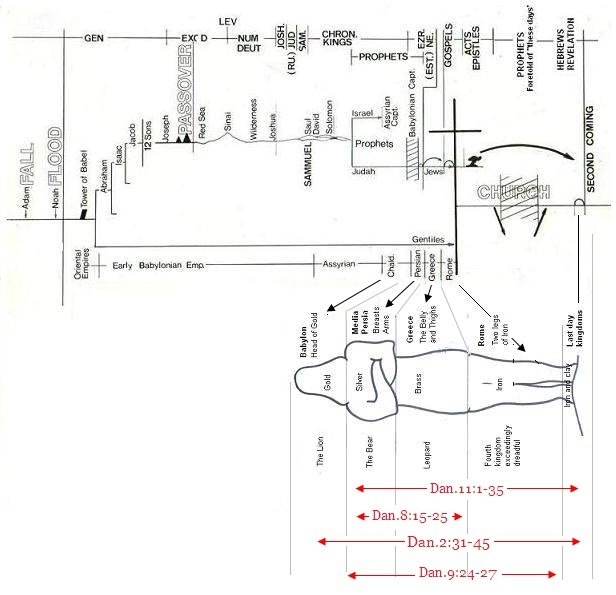 LEV
GEN
EXOD
NUM
DEUT
JOSH.
(RU.) JUD
SAM.
CHRON.
KINGS
PROPHETS
EZR.
(EST.) NE.
GOSPELS
ACTS
EPISTLES
PROPHETS
Foretold of "these days'
HEBREWS
REVELATION
Adam FALL
Noah FLOOD
Tower of Babel
Abraham
Isaac
Jacob
12 Sons
Joseph
PASSOVER
Red Sea
Sinai
Wilderness
Joshua
SAMMUEL
Saul
David
Solomon
Israel
Assyrian
Capt.
Prophets
Judah
Babylonian Capt.
Jews
CHURCH
SECOND COMING
Gentiles
Oriental
Empires
Early Babylonian Emp.
Assyrian
Chald.
Persian
Greece
Rome
Babylon
Head of Gold
Media
Persia
Breasts
Arms
Greece
The Belly
and Thighs
Rome
Two legs
of Iron
Last day
kingdoms
Gold
Silver
Brass
Iron
Iron and clay
The Lion
The Bear
Leopard
Fourth
kingdom
exceedingly
dreadful
Dan.11:1-35
Dan.8:15-25
Dan.2:31-45
Dan.9:24-27